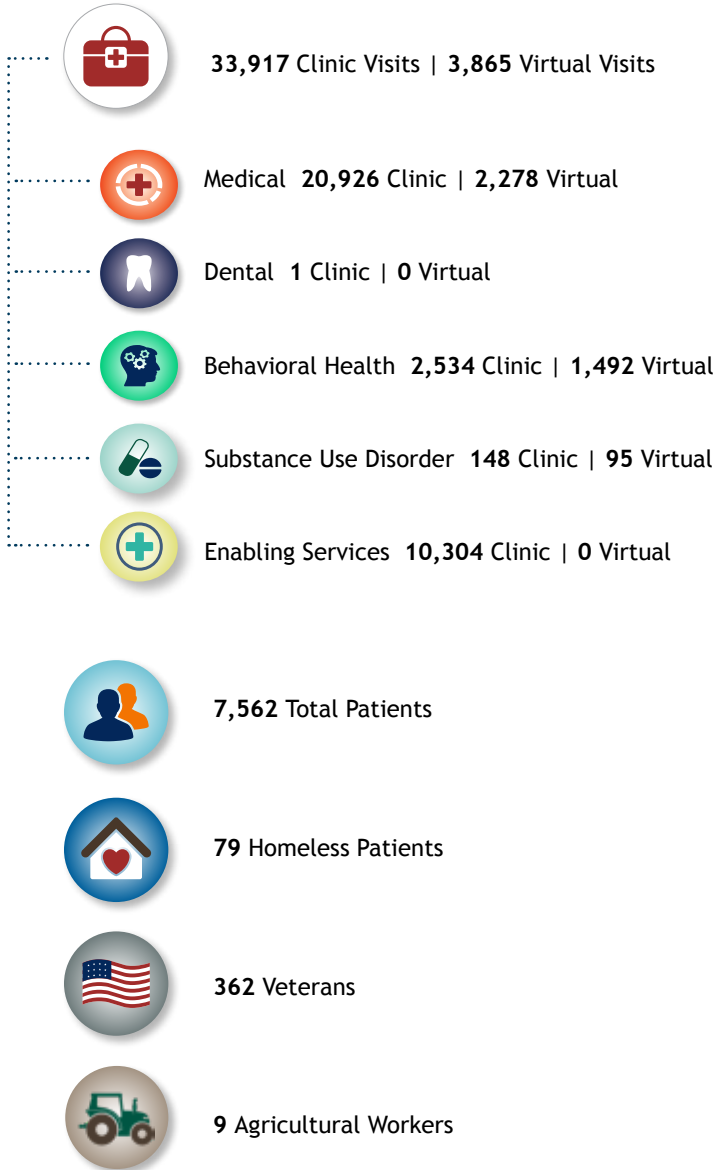 33,917 Clinic Visits | 3,865 Virtual Visits
Medical 20,926 Clinic | 2,278 Virtual
Dental 1 Clinic | 0 Virtual
Behavioral Health 2,534 Clinic | 1,492 Virtual
Substance Use Disorder 148 Clinic | 95 Virtual
Enabling Services 10,304 Clinic | 0 Virtual
7,562 Total Patients
79 Homeless Patients
362 Veterans
9 Agricultural Workers